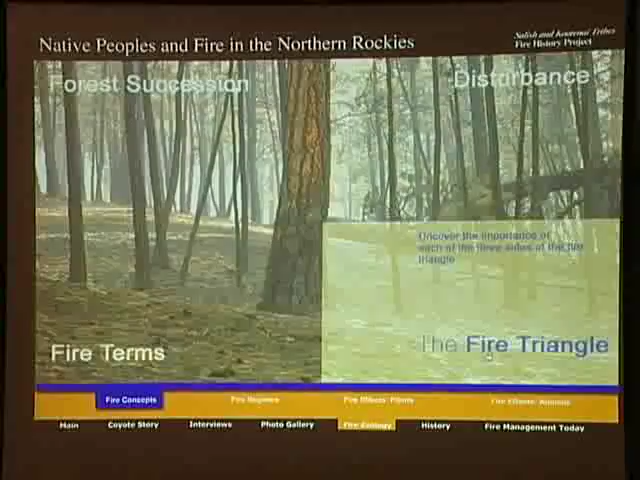 Native Peoples and Fire in the Northern Rockies
Salish and Kootenai Tribes
Fire History Project
Forest Succession
Disturbance
Uncover the importance of
each of the three sides of the fire
triangle
Fire Terms
The Fire Triangle
Fire Concepts
Fire Regimes
Fire Effects: Plants
Fire Effects: Animals
Main
Coyote Story
Interviews
Photo Gallery
Fire Ecology
History
Fire Management Today